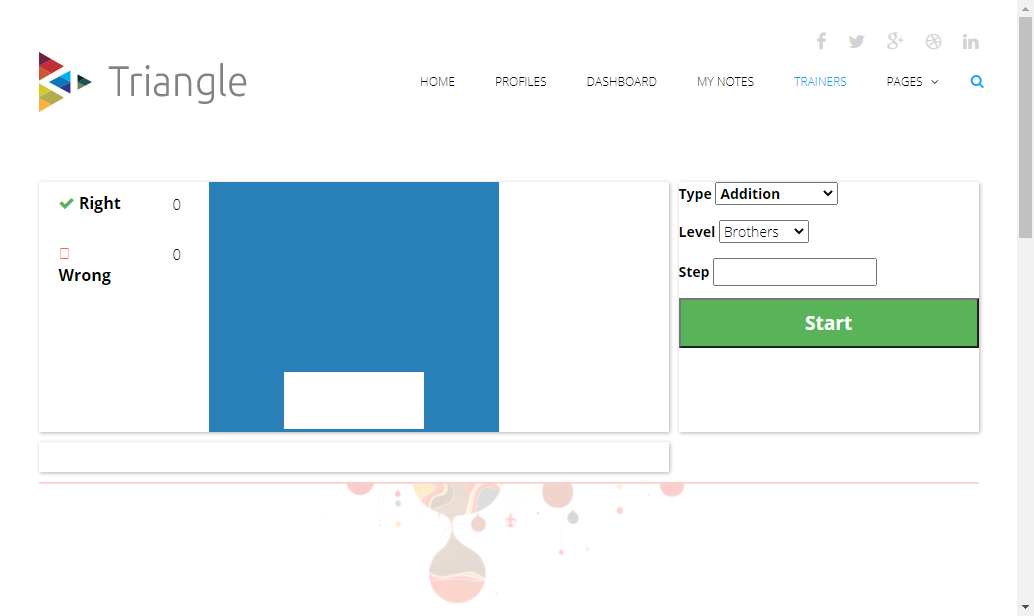 Triangle
HOME PROFILES DASHBOARD MY NOTES TRAINERS PAGES
Right 0
Wrong 0
Type Addition
Level Brothers
Step
Start